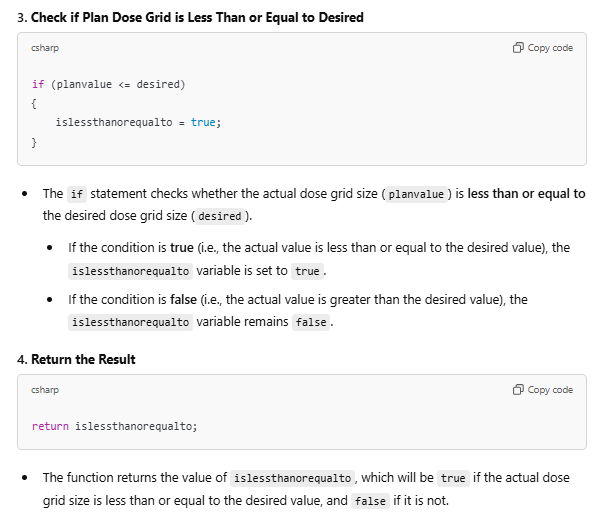 3. Check if Plan Dose Grid is Less Than or Equal to Desired
csharp Copy code
if (planvalue <= desired)
{
    islessthanorequalto = true;
}
• The if statement checks whether the actual dose grid size ( planvalue ) is less than or equal to
the desired dose grid size ( desired ).
• If the condition is true (i.e., the actual value is less than or equal to the desired value), the
islessthanorequalto variable is set to true .
• If the condition is false (i.e., the actual value is greater than the desired value), the
islessthanorequalto variable remains false .
4. Return the Result
csharp Copy code
return islessthanorequalto;
• The function returns the value of islessthanorequalto , which will be true if the actual dose
grid size is less than or equal to the desired value, and false if it is not.